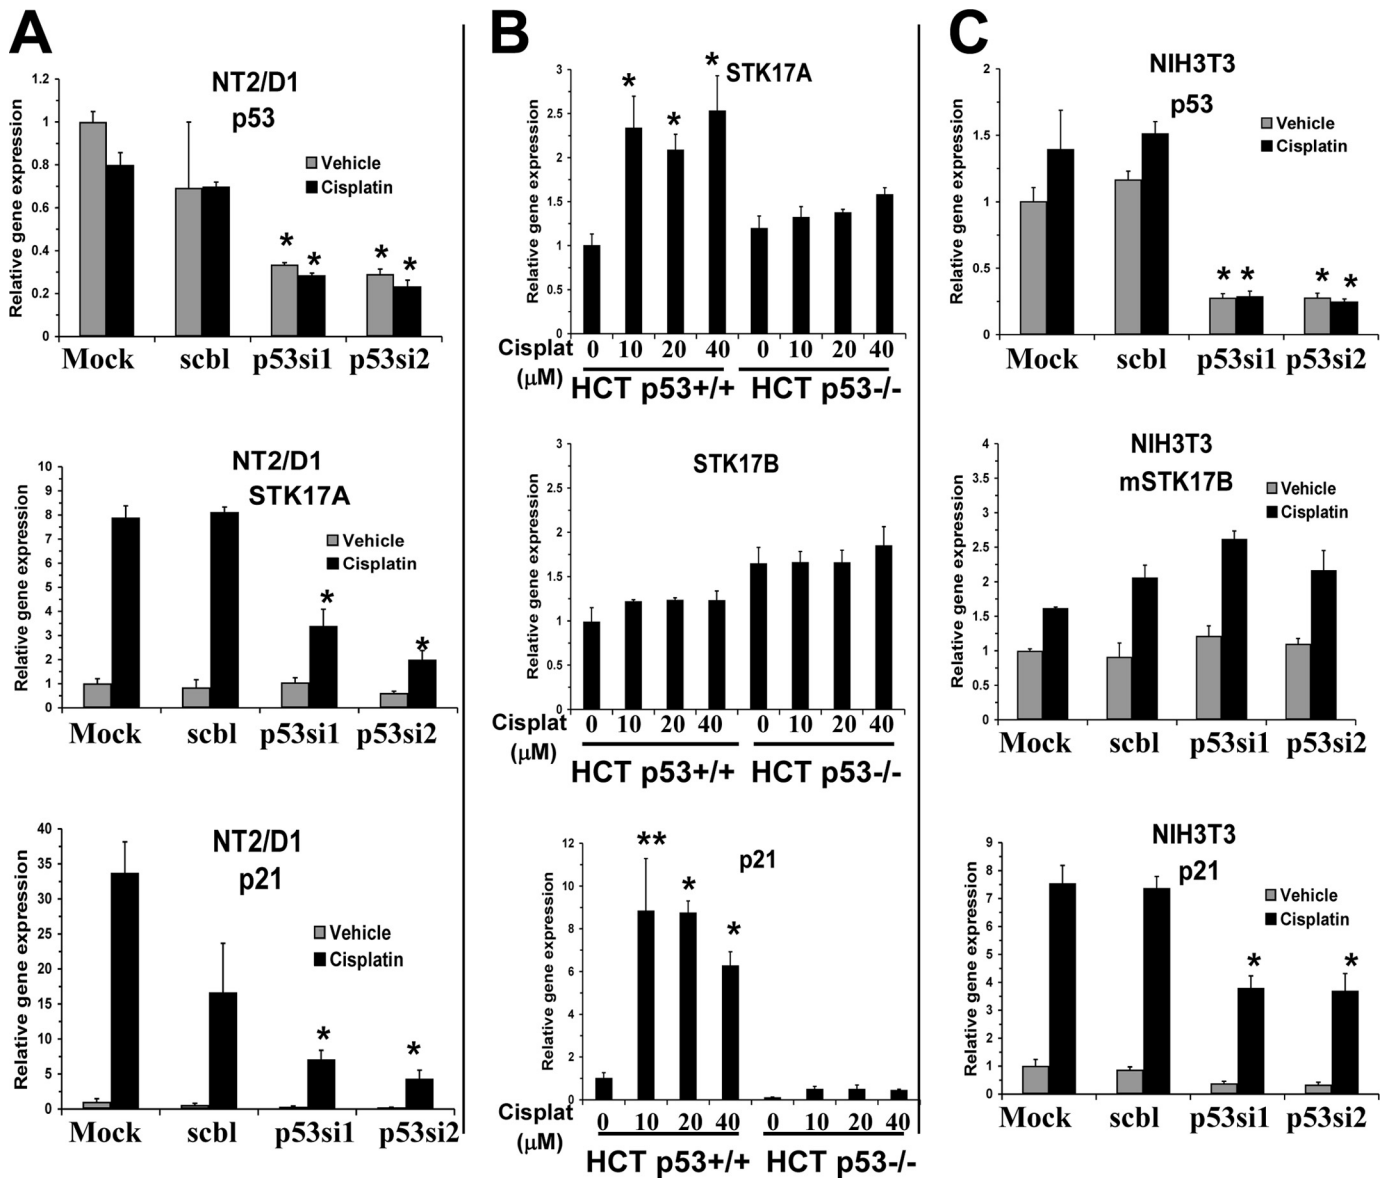 A
NT2/D1
p53
Relative gene expression
1.2
1
0.8
0.6
0.4
0.2
0
Vehicle
Cisplatin
* * * *
Mock scbl p53si1 p53si2
NT2/D1
STK17A
Relative gene expression
10
9
8
7
6
5
4
3
2
1
0
Vehicle
Cisplatin
* *
Mock scbl p53si1 p53si2
NT2/D1
p21
Relative gene expression
40
35
30
25
20
15
10
5
0
Vehicle
Cisplatin
* *
Mock scbl p53si1 p53si2
B
STK17A
Relative gene expression
3
2.5
2
1.5
1
0.5
0
* * *
Cisplat 0 10 20 40 0 10 20 40
(µM)
HCT p53+/+ HCT p53-/-
STK17B
Relative gene expression
3
2.5
2
1.5
1
0.5
0
Cisplat 0 10 20 40 0 10 20 40
(µM)
HCT p53+/+ HCT p53-/-
p21
Relative gene expression
12
10
8
6
4
2
0
** * *
Cisplat 0 10 20 40 0 10 20 40
(µM)
HCT p53+/+ HCT p53-/-
C
NIH3T3
p53
Relative gene expression
2
1.5
1
0.5
0
Vehicle
Cisplatin
* * * *
Mock scbl p53si1 p53si2
NIH3T3
mSTK17B
Relative gene expression
4
3.5
3
2.5
2
1.5
1
0.5
0
Vehicle
Cisplatin
Mock scbl p53si1 p53si2
NIH3T3
p21
Relative gene expression
9
8
7
6
5
4
3
2
1
0
Vehicle
Cisplatin
* *
Mock scbl p53si1 p53si2